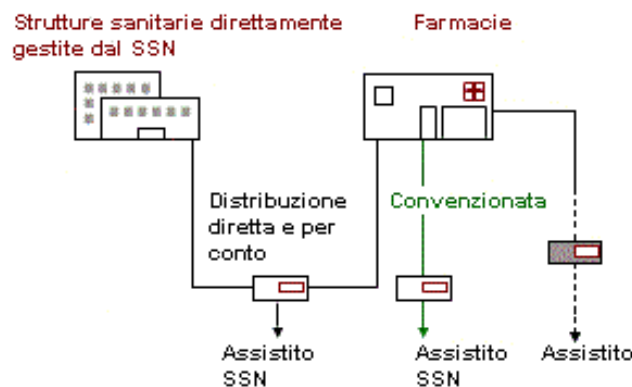 Strutture sanitarie direttamente
gestite dal SSN
Farmacie
Distribuzione
diretta e per
conto
Convenzionata
Assistito
SSN
Assistito
SSN
Assistito